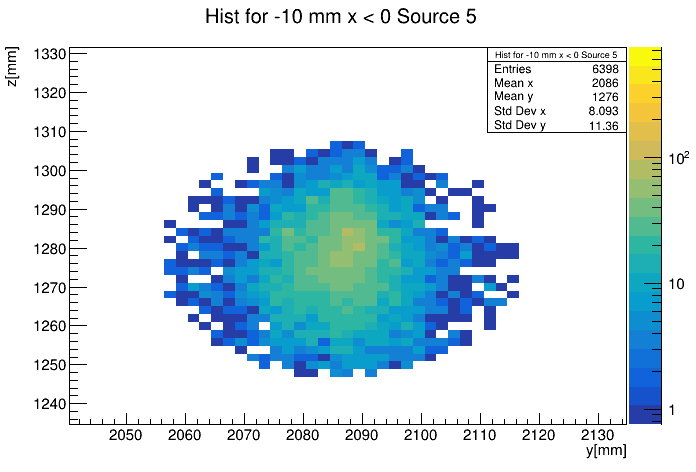 Hist for -10 mm x < 0 Source 5
z[mm]
1330
1320
1310
1300
1290
1280
1270
1260
1250
1240
Hist for -10 mm x < 0 Source 5
Entries 6398
Mean x 2086
Mean y 1276
Std Dev x 8.093
Std Dev y 11.36
10²
10
1
2050 2060 2070 2080 2090 2100 2110 2120 2130
y[mm]